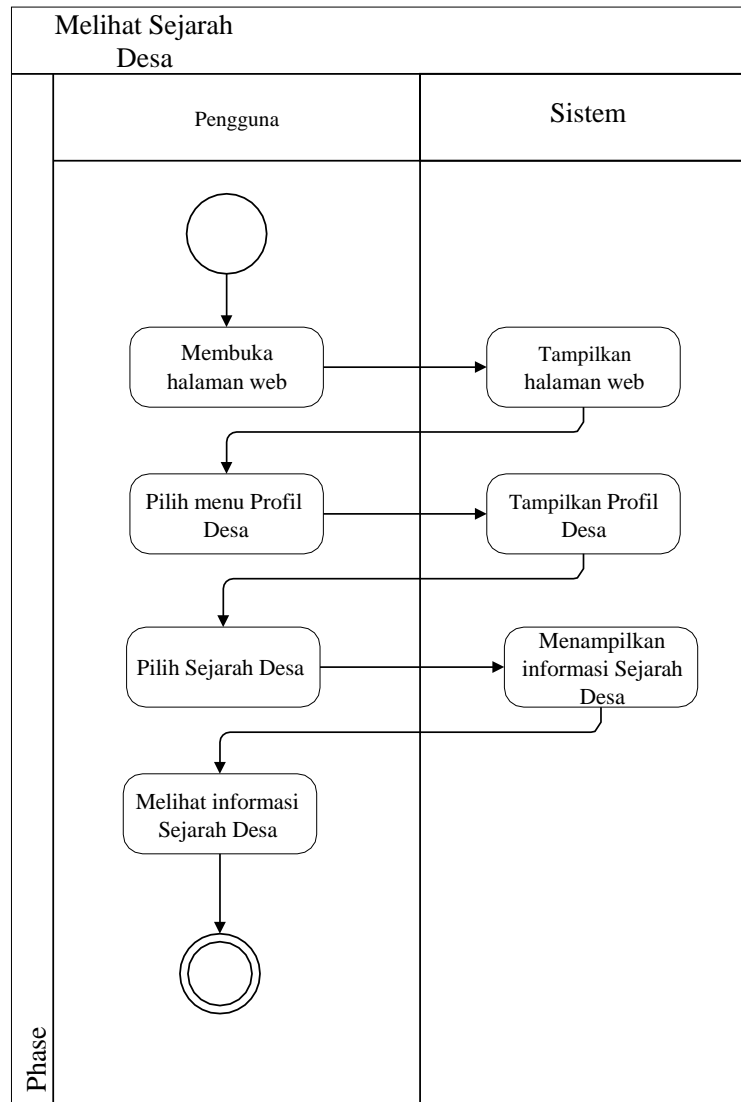 Melihat Sejarah
Desa
Pengguna
Sistem
Membuka
halaman web
Tampilkan
halaman web
Pilih menu Profil
Desa
Tampilkan Profil
Desa
Pilih Sejarah Desa
Menampilkan
informasi Sejarah
Desa
Melihat informasi
Sejarah Desa
Phase